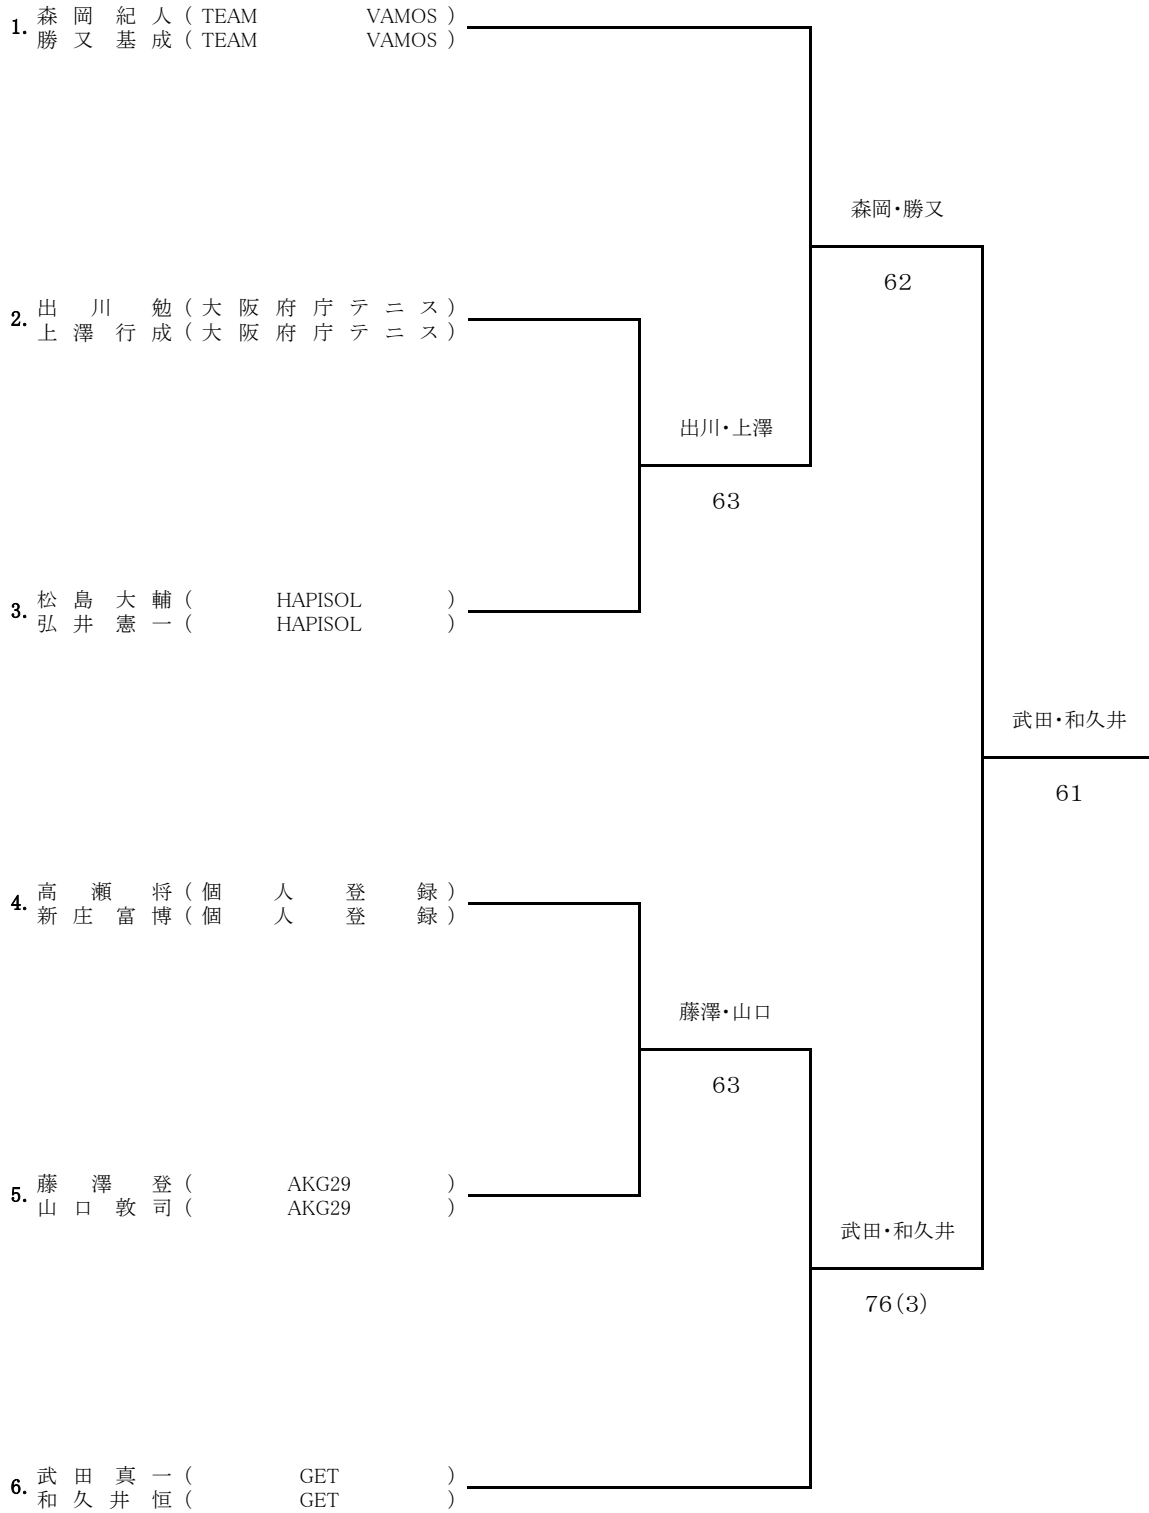 1. 森岡紀人 ( TEAM VAMOS )
勝又基成 ( TEAM VAMOS )
森岡・勝又
62
2. 出川勉 ( 大阪府庁テニス )
上澤行成 ( 大阪府庁テニス )
出川・上澤
63
3. 松島大輔 ( HAPISOL )
弘井憲一 ( HAPISOL )
武田・和久井
61
4. 高瀬将 ( 個人登録 )
新庄富博 ( 個人登録 )
藤澤・山口
63
5. 藤澤登 ( AKG29 )
山口敦司 ( AKG29 )
武田・和久井
76(3)
6. 武田真一 ( GET )
和久井恒 ( GET )